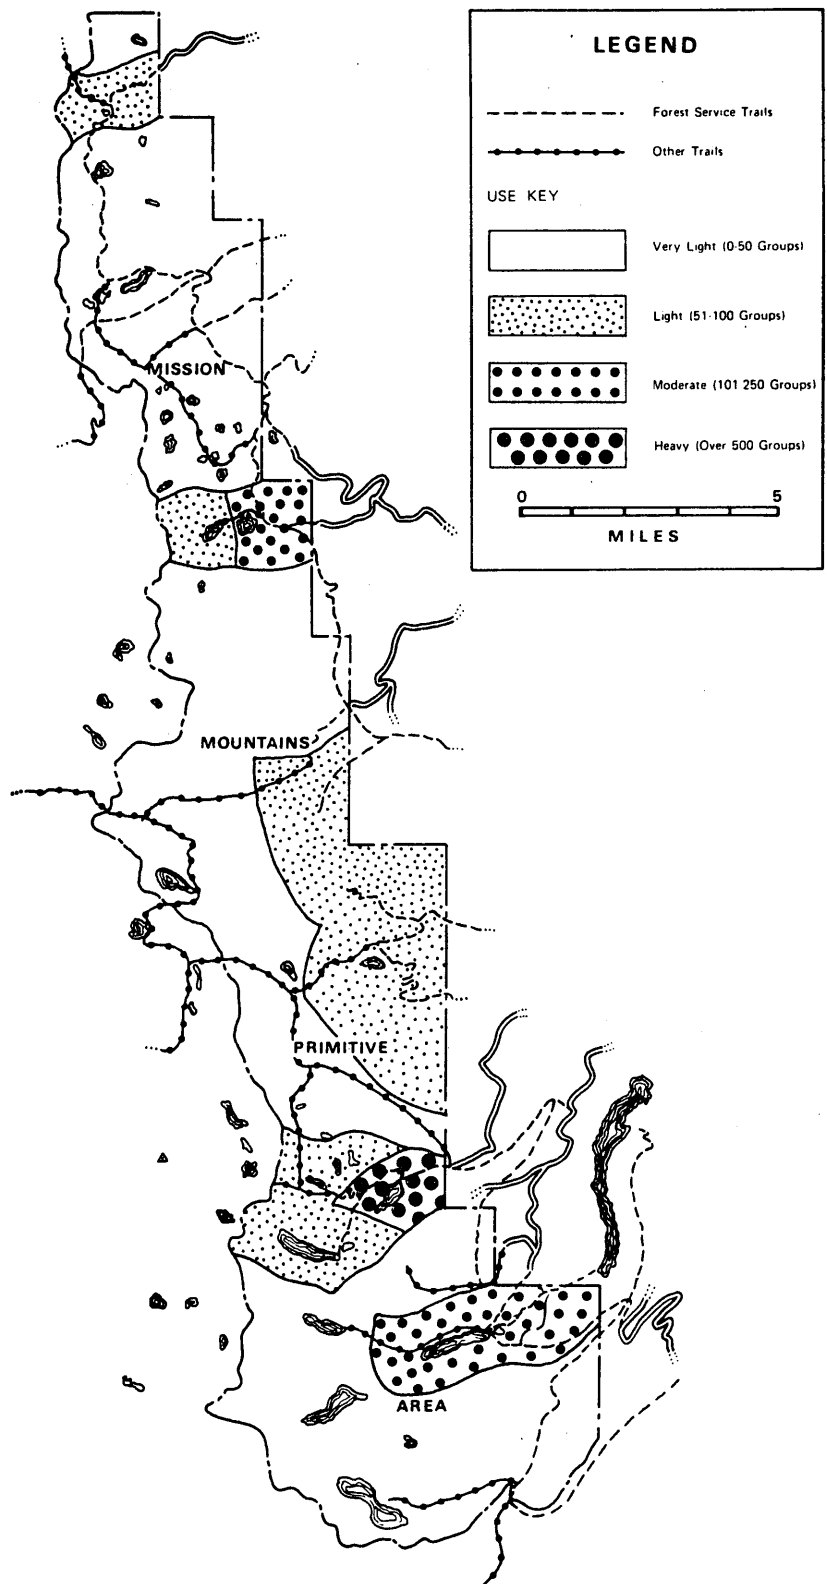 LEGEND
Forest Service Trails
Other Trails
USE KEY
Very Light (0-50 Groups)
Light (51-100 Groups)
Moderate (101 250 Groups)
Heavy (Over 500 Groups)
0 5
MILES
MISSION
MOUNTAINS
PRIMITIVE
AREA